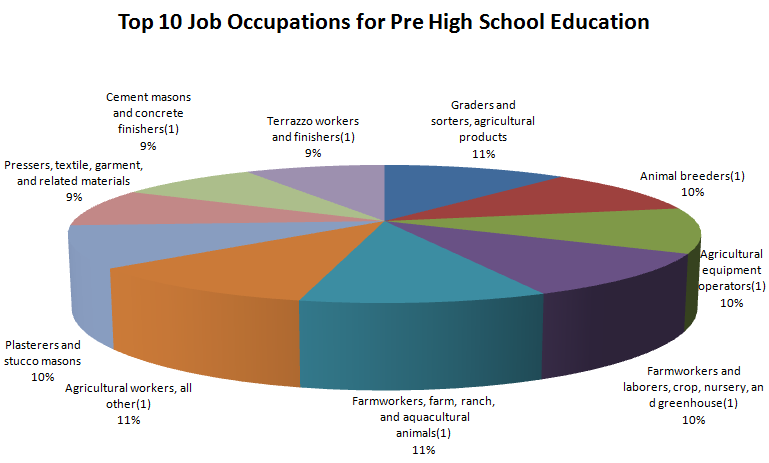 Top 10 Job Occupations for Pre High School Education
Cement masons
and concrete
finishers(1)
9%
Terrazzo workers
and finishers(1)
9%
Graders and
sorters, agricultural
products
11%
Pressers, textile, garment,
and related materials
9%
Animal breeders(1)
10%
Agricultural
equipment
operators(1)
10%
Plasterers and
stucco masons
10%
Agricultural workers, all
other(1)
11%
Farmworkers, farm, ranch,
and aquacultural
animals(1)
11%
Farmworkers and
laborers, crop, nursery, an
d greenhouse(1)
10%